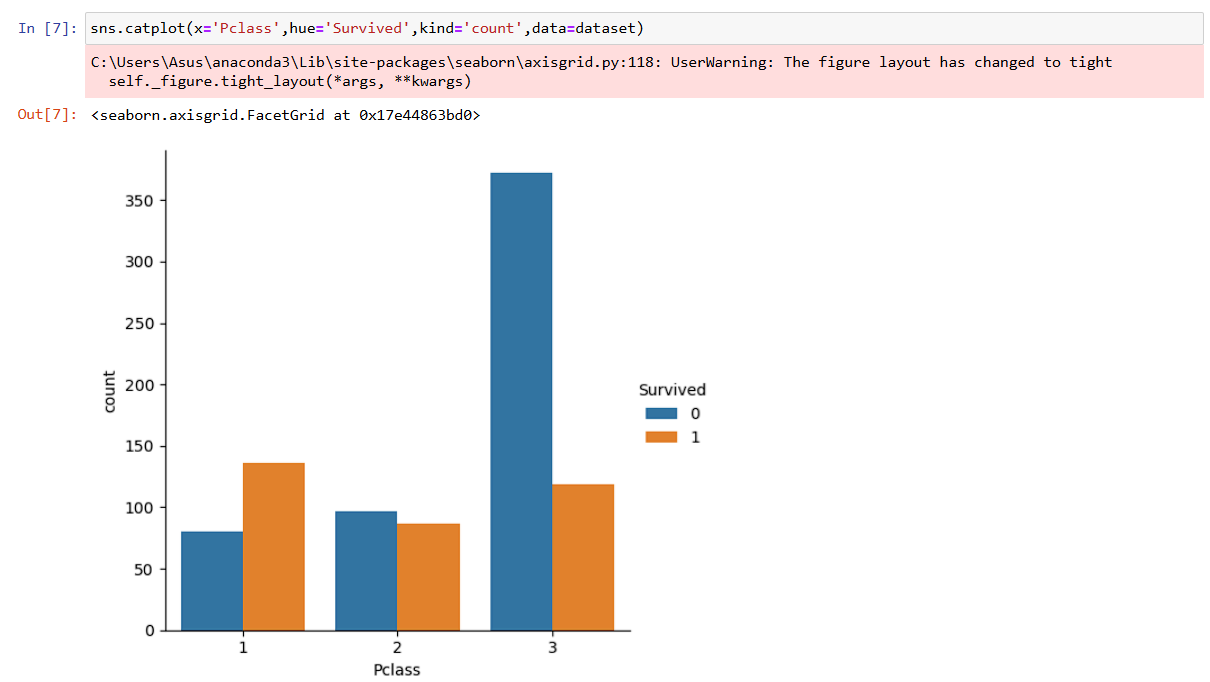 In [7]: sns.catplot(x='Pclass',hue='Survived',kind='count',data=dataset)
C:\Users\Asus\anaconda3\Lib\site-packages\seaborn\axisgrid.py:118: UserWarning: The figure layout has changed to tight
  self._figure.tight_layout(*args, **kwargs)
Out[7]: <seaborn.axisgrid.FacetGrid at 0x17e44863bd0>
350
300
250
200
150
100
50
0
count
1 2 3
Pclass
Survived
0
1